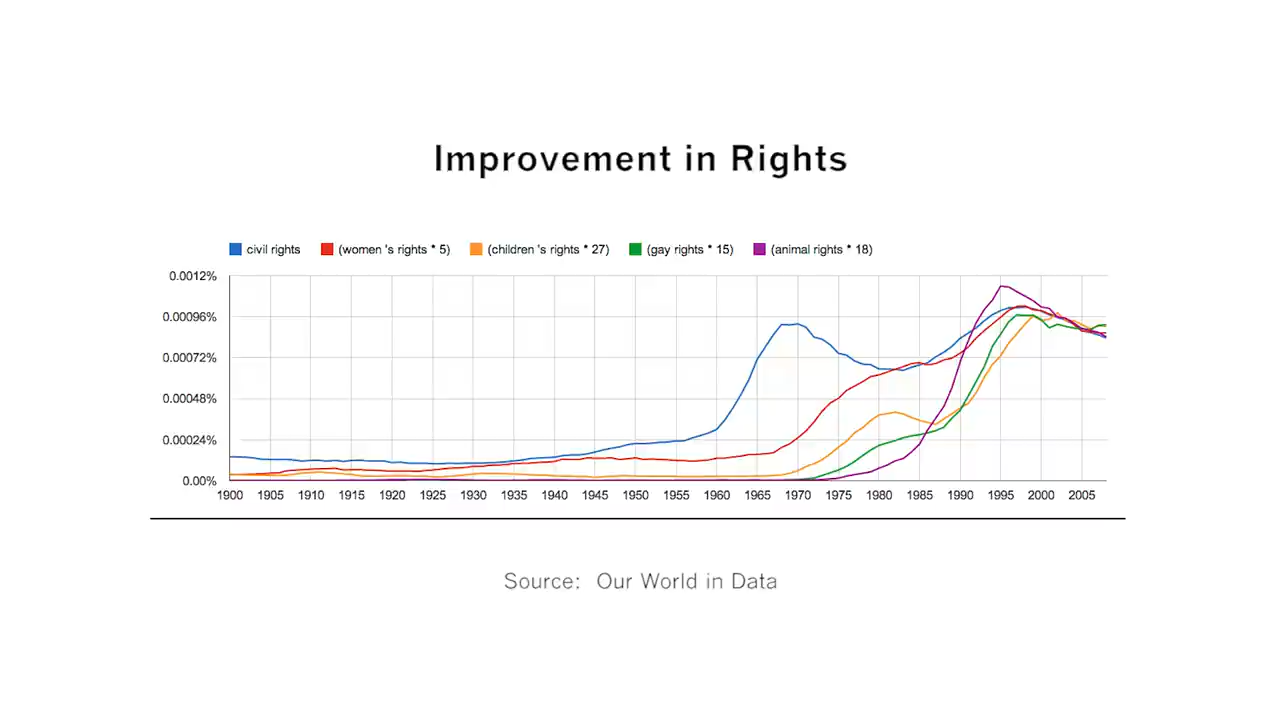 Improvement in Rights
civil rights (women 's rights * 5) (children 's rights * 27) (gay rights * 15) (animal rights * 18)
0.0012%
0.00096%
0.00072%
0.00048%
0.00024%
0.00%
1900 1905 1910 1915 1920 1925 1930 1935 1940 1945 1950 1955 1960 1965 1970 1975 1980 1985 1990 1995 2000 2005
Source: Our World in Data